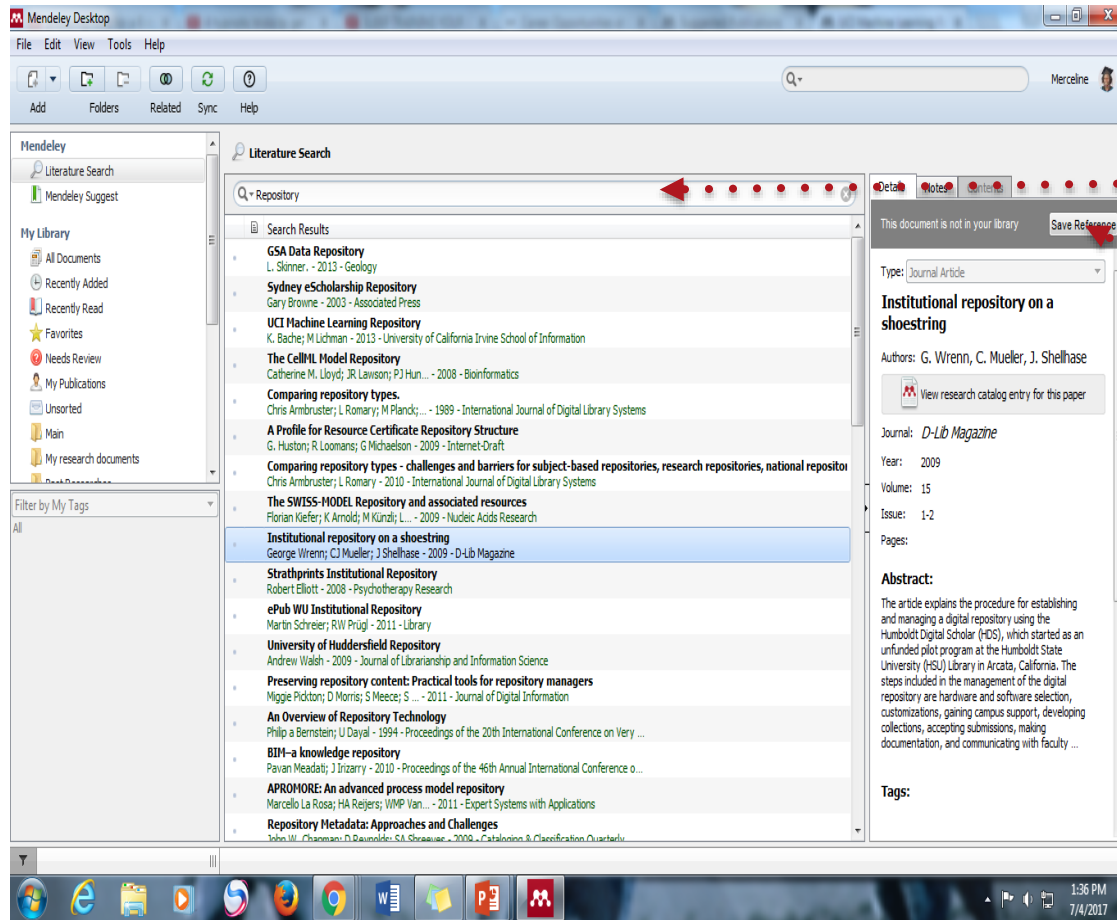 Mendeley Desktop
File Edit View Tools Help
Merceline
Add Folders Related Sync Help
Mendeley
Literature Search
Mendeley Suggest
My Library
All Documents
Recently Added
Recently Read
Favorites
Needs Review
My Publications
Unsorted
Main
My research documents
Filter by My Tags
All
Literature Search
Repository
Search Results
GSA Data Repository
L. Skinner. - 2013 - Geology
Sydney eScholarship Repository
Gary Browne - 2003 - Associated Press
UCI Machine Learning Repository
K. Bache; M Lichman - 2013 - University of California Irvine School of Information
The CellML Model Repository
Catherine M. Lloyd; JR Lawson; PJ Hun... - 2008 - Bioinformatics
Comparing repository types.
Chris Armbruster; L Romary; M Planck;... - 1989 - International Journal of Digital Library Systems
A Profile for Resource Certificate Repository Structure
G. Huston; R Loomans; G Michaelson - 2009 - Internet-Draft
Comparing repository types - challenges and barriers for subject-based repositories, research repositories, national repositor
Chris Armbruster; L Romary - 2010 - International Journal of Digital Library Systems
The SWISS-MODEL Repository and associated resources
Florian Kiefer; K Arnold; M Künzli; L... - 2009 - Nucleic Acids Research
Institutional repository on a shoestring
George Wrenn; CJ Mueller; J Shellhase - 2009 - D-Lib Magazine
Strathprints Institutional Repository
Robert Elliott - 2008 - Psychotherapy Research
ePub WU Institutional Repository
Martin Schreier; RW Prügl - 2011 - Library
University of Huddersfield Repository
Andrew Walsh - 2009 - Journal of Librarianship and Information Science
Preserving repository content: Practical tools for repository managers
Miggie Pickton; D Morris; S Meece; S ... - 2011 - Journal of Digital Information
An Overview of Repository Technology
Philip a Bernstein; U Dayal - 1994 - Proceedings of the 20th International Conference on Very ...
BIM–a knowledge repository
Pavan Meadati; J Irizarry - 2010 - Proceedings of the 46th Annual International Conference o...
APROMORE: An advanced process model repository
Marcello La Rosa; HA Reijers; WMP Van... - 2011 - Expert Systems with Applications
Repository Metadata: Approaches and Challenges
John W. Chapman; D Reynolds; SA Shreeves - 2009 - Cataloging & Classification Quarterly
Details Notes Contents
This document is not in your library Save Reference
Type: Journal Article
Institutional repository on a
shoestring
Authors: G. Wrenn, C. Mueller, J. Shellhase
View research catalog entry for this paper
Journal: D-Lib Magazine
Year: 2009
Volume: 15
Issue: 1-2
Pages:
Abstract:
The article explains the procedure for establishing
and managing a digital repository using the
Humboldt Digital Scholar (HDS), which started as an
unfunded pilot program at the Humboldt State
University (HSU) Library in Arcata, California. The
steps included in the management of the digital
repository are hardware and software selection,
customizations, gaining campus support, developing
collections, accepting submissions, making
documentation, and communicating with faculty ...
Tags:
1:36 PM
7/4/2017